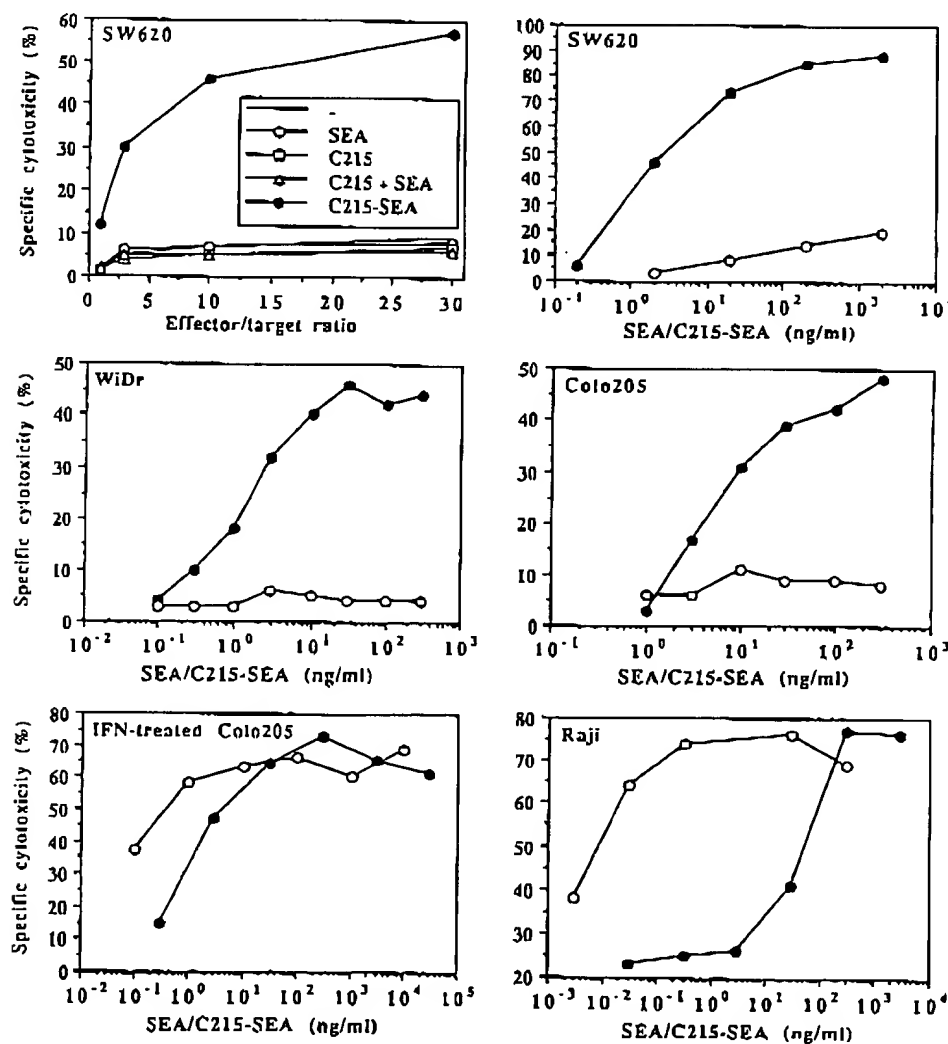 SW620
Specific cytotoxicity (%)
60
50
40
30
20
10
0
-
SEA
C215
C215 + SEA
C215-SEA
0 5 10 15 20 25 30
Effector/target ratio
SW620
100
90
80
70
60
50
40
30
20
10
0
10-1 100 101 102 103 10
SEA/C215-SEA (ng/ml)
WiDr
Specific cytotoxicity (%)
50
40
30
20
10
0
10-2 10-1 100 101 102 103
SEA/C215-SEA (ng/ml)
Colo205
50
40
30
20
10
0
10-1 100 101 102 103
SEA/C215-SEA (ng/ml)
IFN-treated Colo205
Specific cytotoxicity (%)
80
70
60
50
40
30
20
10
0
10-2 10-1 100 101 102 103 104 105
SEA/C215-SEA (ng/ml)
Raji
80
70
60
50
40
30
20
10-3 10-2 10-1 100 101 102 103 104
SEA/C215-SEA (ng/ml)